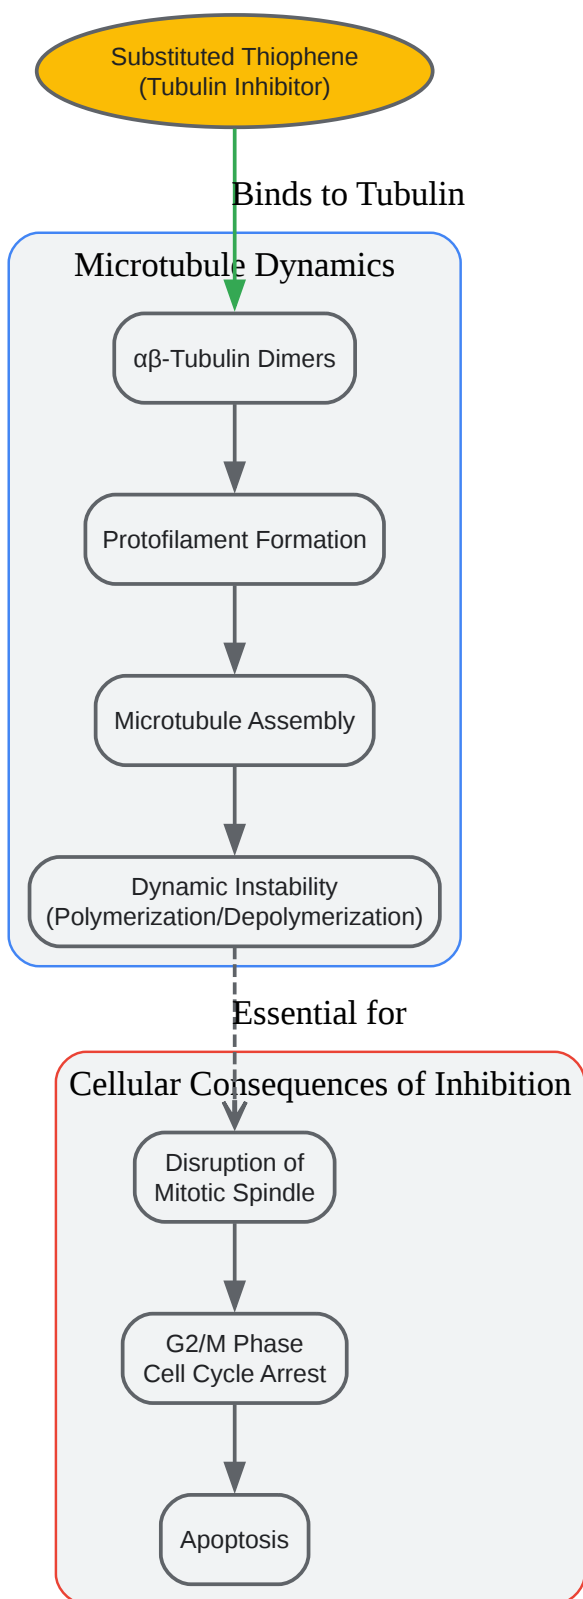 Substituted Thiophene
(Tubulin Inhibitor)
Binds to Tubulin
Microtubule Dynamics
αβ-Tubulin Dimers
Protofilament Formation
Microtubule Assembly
Dynamic Instability
(Polymerization/Depolymerization)
Essential for
Cellular Consequences of Inhibition
Disruption of
Mitotic Spindle
G2/M Phase
Cell Cycle Arrest
Apoptosis